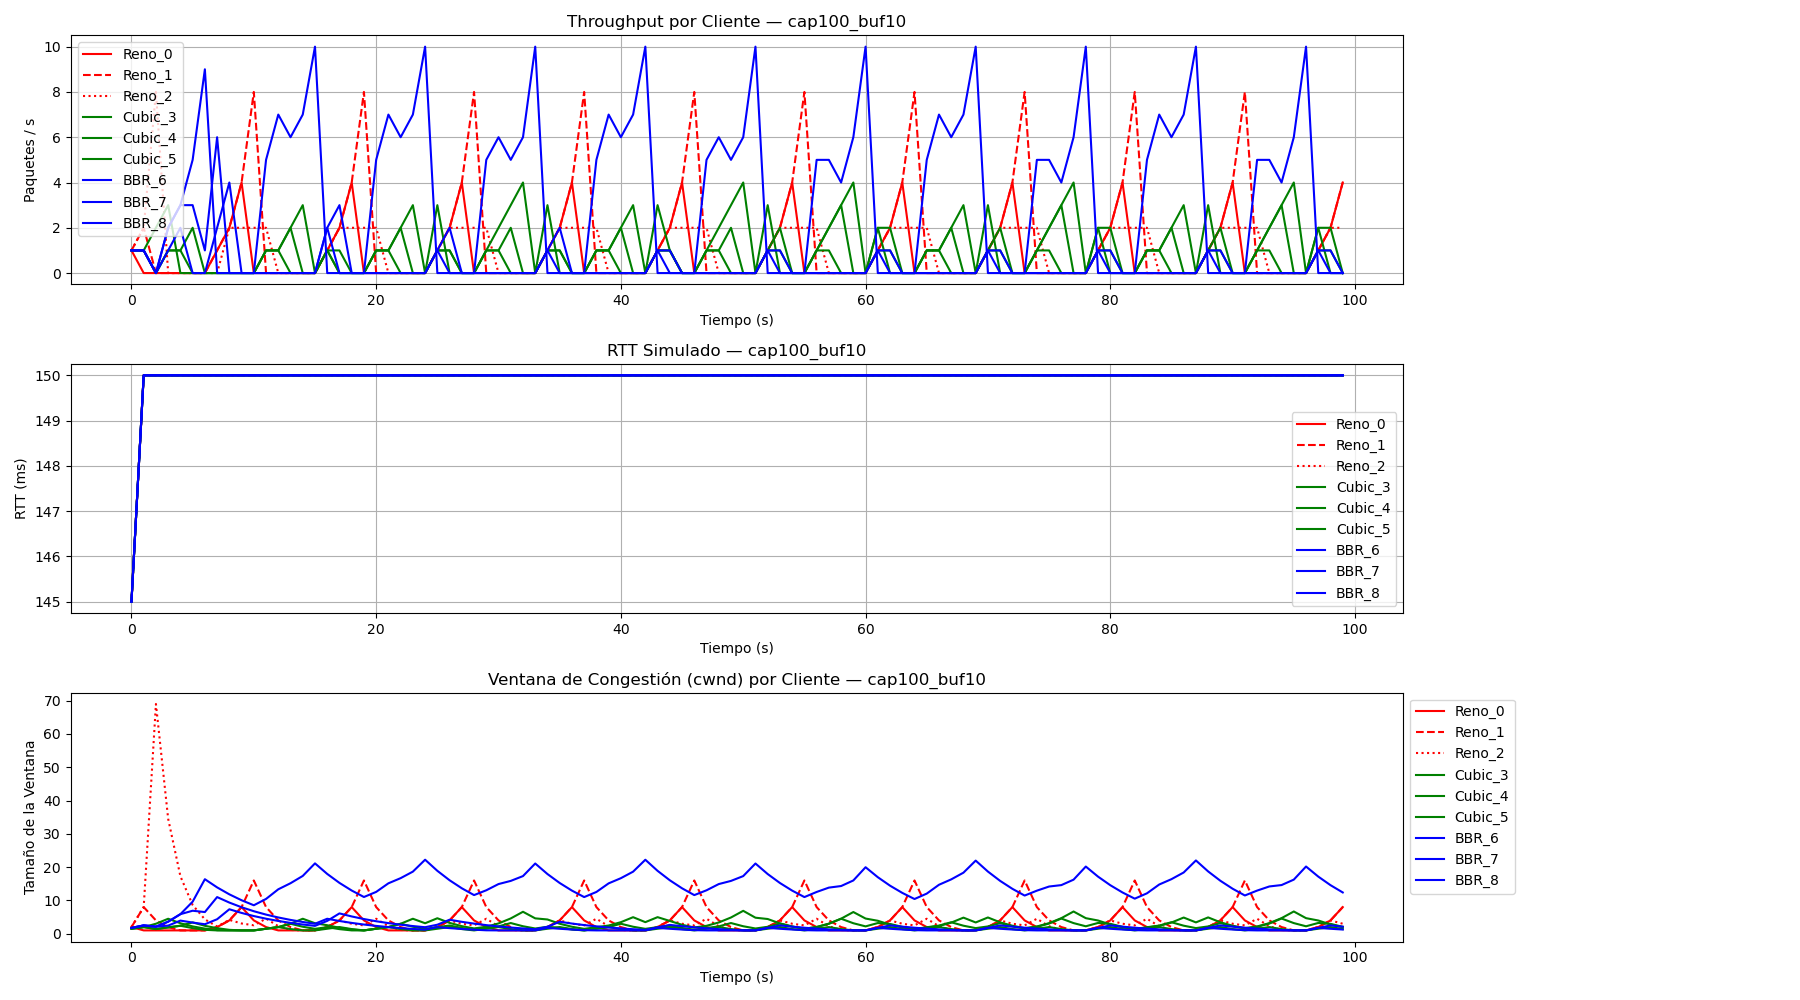 Throughput por Cliente — cap100_buf10
Paquetes / s
10
8
6
4
2
0
Reno_0
Reno_1
Reno_2
Cubic_3
Cubic_4
Cubic_5
BBR_6
BBR_7
BBR_8
0 20 40 60 80 100
Tiempo (s)
RTT Simulado — cap100_buf10
RTT (ms)
150
149
148
147
146
145
Reno_0
Reno_1
Reno_2
Cubic_3
Cubic_4
Cubic_5
BBR_6
BBR_7
BBR_8
0 20 40 60 80 100
Tiempo (s)
Ventana de Congestión (cwnd) por Cliente — cap100_buf10
Tamaño de la Ventana
70
60
50
40
30
20
10
0
Reno_0
Reno_1
Reno_2
Cubic_3
Cubic_4
Cubic_5
BBR_6
BBR_7
BBR_8
0 20 40 60 80 100
Tiempo (s)